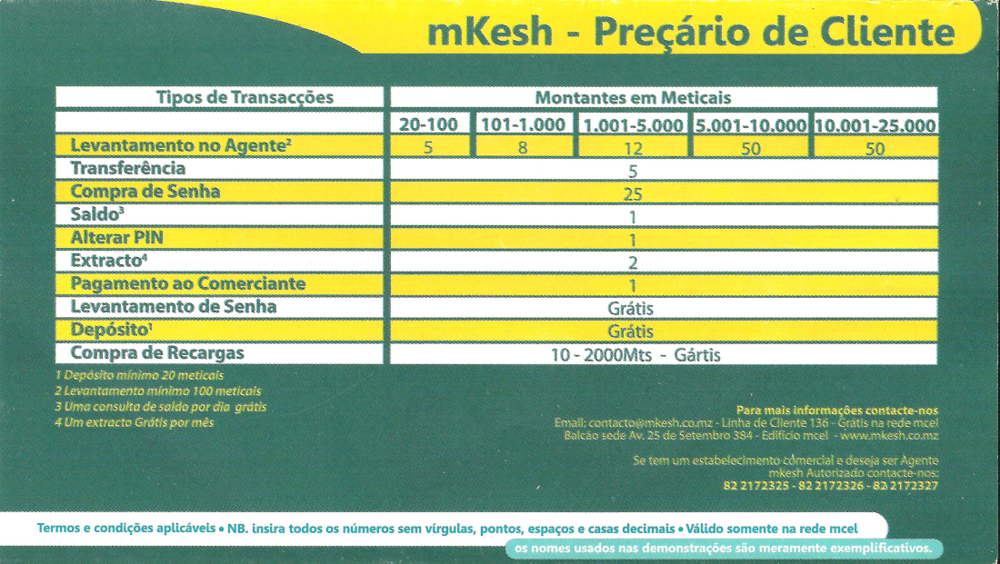 mKesh - Preçário de Cliente
Tipos de Transacções Montantes em Meticais
20-100 101-1.000 1.001-5.000 5.001-10.000 10.001-25.000
Levantamento no Agente² 5 8 12 50 50
Transferência 5
Compra de Senha 25
Saldo³ 1
Alterar PIN 1
Extracto⁴ 2
Pagamento ao Comerciante 1
Levantamento de Senha Grátis
Depósito¹ Grátis
Compra de Recargas 10 - 2000Mts - Gártis
1 Depósito mínimo 20 meticais
2 Levantamento mínimo 100 meticais
3 Uma consulta de saldo por dia grátis
4 Um extracto Grátis por mês
Para mais informações contacte-nos
Email: contacto@mkesh.co.mz - Linha de Cliente 136 - Grátis na rede mcel
Balcão sede Av. 25 de Setembro 384 - Edifício mcel - www.mkesh.co.mz
Se tem um estabelecimento comercial e deseja ser Agente
mkesh Autorizado contacte-nos:
82 2172325 - 82 2172326 - 82 2172327
Termos e condições aplicáveis • NB. insira todos os números sem vírgulas, pontos, espaços e casas decimais • Válido somente na rede mcel
os nomes usados nas demonstrações são meramente exemplificativos.